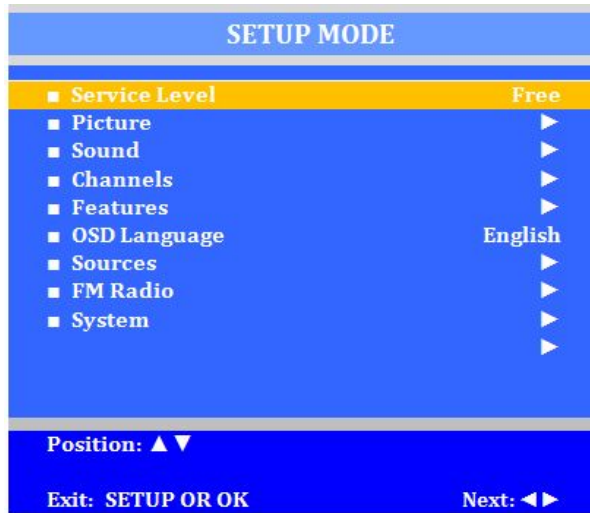 SETUP MODE
■ Service Level Free
■ Picture ▶
■ Sound ▶
■ Channels ▶
■ Features ▶
■ OSD Language English
■ Sources ▶
■ FM Radio ▶
■ System ▶
▶
Position: ▲▼
Exit: SETUP OR OK Next: ◀▶